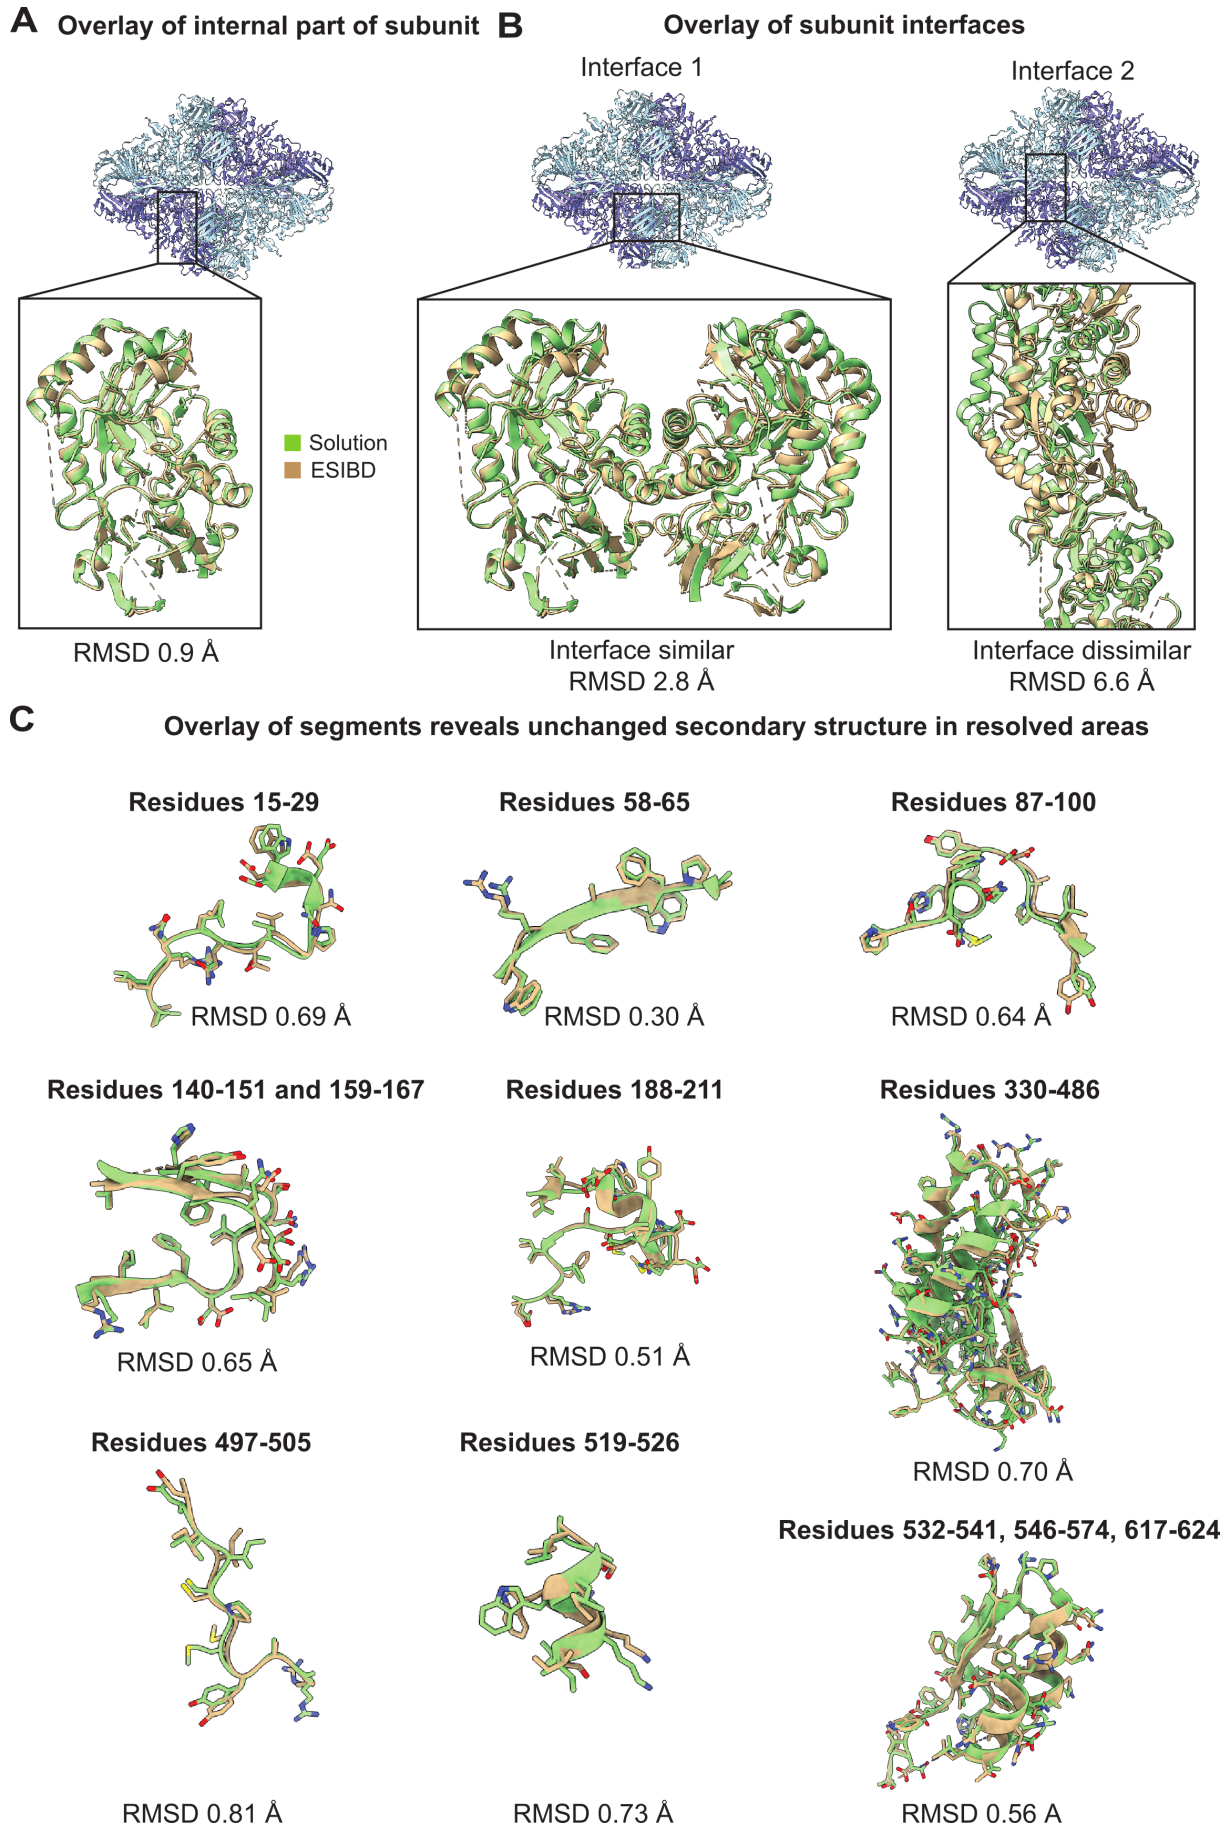 A Overlay of internal part of subunit
B Overlay of subunit interfaces
Interface 1
Interface 2
Solution
ESIBD
RMSD 0.9 Å
Interface similar
RMSD 2.8 Å
Interface dissimilar
RMSD 6.6 Å
C Overlay of segments reveals unchanged secondary structure in resolved areas
Residues 15-29
Residues 58-65
Residues 87-100
RMSD 0.69 Å
RMSD 0.30 Å
RMSD 0.64 Å
Residues 140-151 and 159-167
Residues 188-211
Residues 330-486
RMSD 0.65 Å
RMSD 0.51 Å
RMSD 0.70 Å
Residues 497-505
Residues 519-526
Residues 532-541, 546-574, 617-624
RMSD 0.81 Å
RMSD 0.73 Å
RMSD 0.56 A